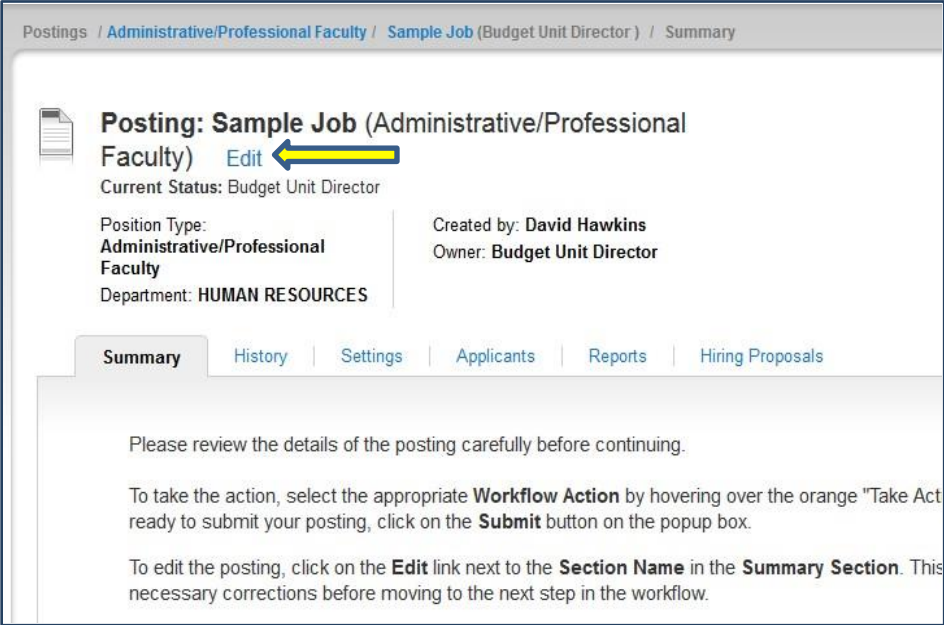 Postings / Administrative/Professional Faculty / Sample Job (Budget Unit Director ) / Summary
Posting: Sample Job (Administrative/Professional
Faculty) Edit
Current Status: Budget Unit Director
Position Type:
Administrative/Professional
Faculty
Department: HUMAN RESOURCES
Created by: David Hawkins
Owner: Budget Unit Director
Summary History Settings Applicants Reports Hiring Proposals
Please review the details of the posting carefully before continuing.
To take the action, select the appropriate Workflow Action by hovering over the orange "Take Act
ready to submit your posting, click on the Submit button on the popup box.
To edit the posting, click on the Edit link next to the Section Name in the Summary Section. This
necessary corrections before moving to the next step in the workflow.